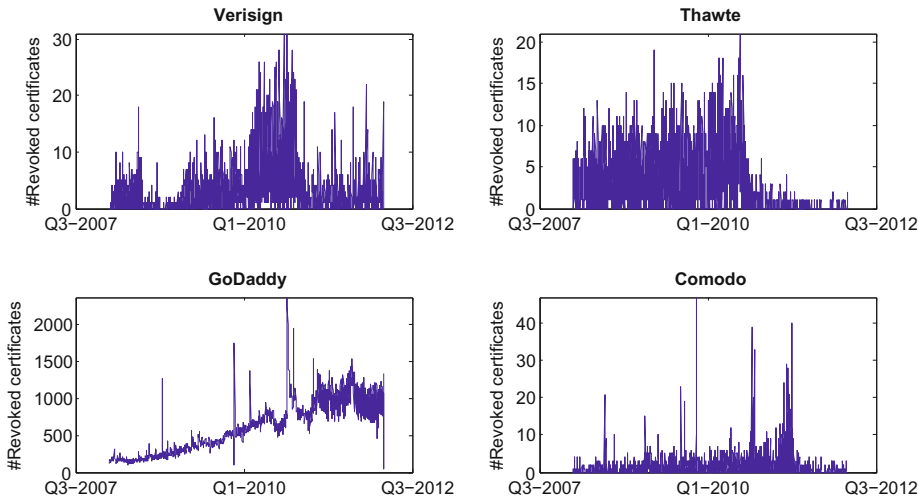 Verisign
#Revoked certificates
30
20
10
0
Q3−2007
Q1−2010
Q3−2012
Thawte
#Revoked certificates
20
15
10
5
0
Q3−2007
Q1−2010
Q3−2012
GoDaddy
#Revoked certificates
2000
1500
1000
500
0
Q3−2007
Q1−2010
Q3−2012
Comodo
#Revoked certificates
40
30
20
10
0
Q3−2007
Q1−2010
Q3−2012